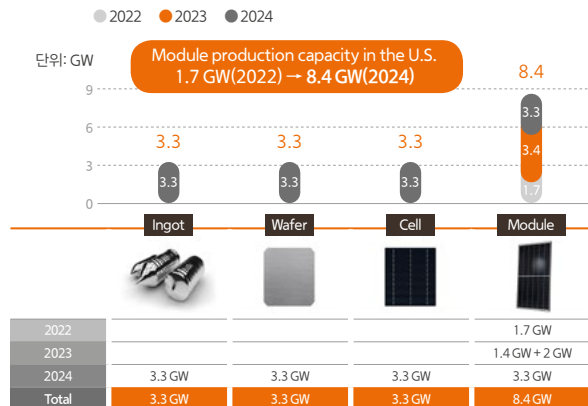 2022 2023 2024
단위: GW
Module production capacity in the U.S.
1.7 GW(2022) → 8.4 GW(2024)
8.4
9
6
3
0
3.3 3.3 3.3
3.3 3.3 3.3
3.3
3.4
1.7
Ingot Wafer Cell Module
2022 1.7 GW
2023 1.4 GW + 2 GW
2024 3.3 GW 3.3 GW 3.3 GW 3.3 GW
Total 3.3 GW 3.3 GW 3.3 GW 8.4 GW